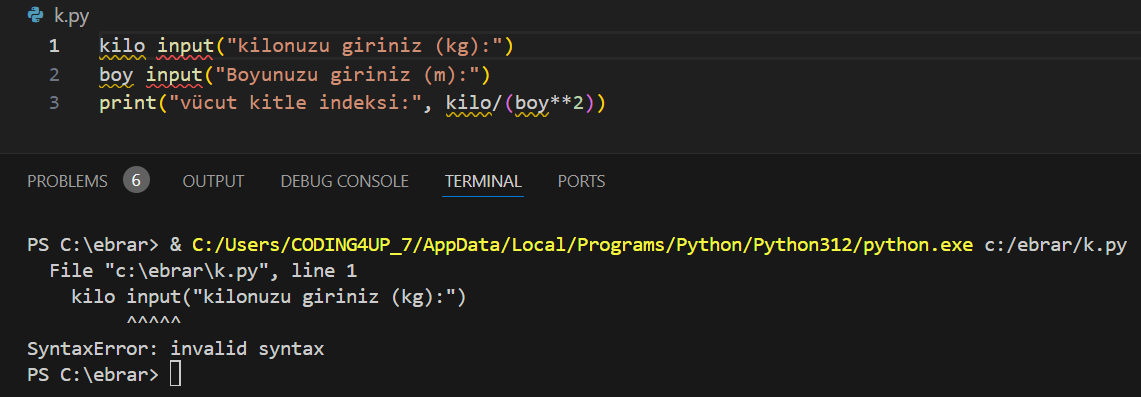 k.py
1 kilo input("kilonuzu giriniz (kg):")
2 boy input("Boyunuzu giriniz (m):")
3 print("vücut kitle indeksi:", kilo/(boy**2))
PROBLEMS 6 OUTPUT DEBUG CONSOLE TERMINAL PORTS
PS C:\ebrar> & C:/Users/CODING4UP_7/AppData/Local/Programs/Python/Python312/python.exe c:/ebrar/k.py
  File "c:\ebrar\k.py", line 1
    kilo input("kilonuzu giriniz (kg):")
         ^^^^^
SyntaxError: invalid syntax
PS C:\ebrar>